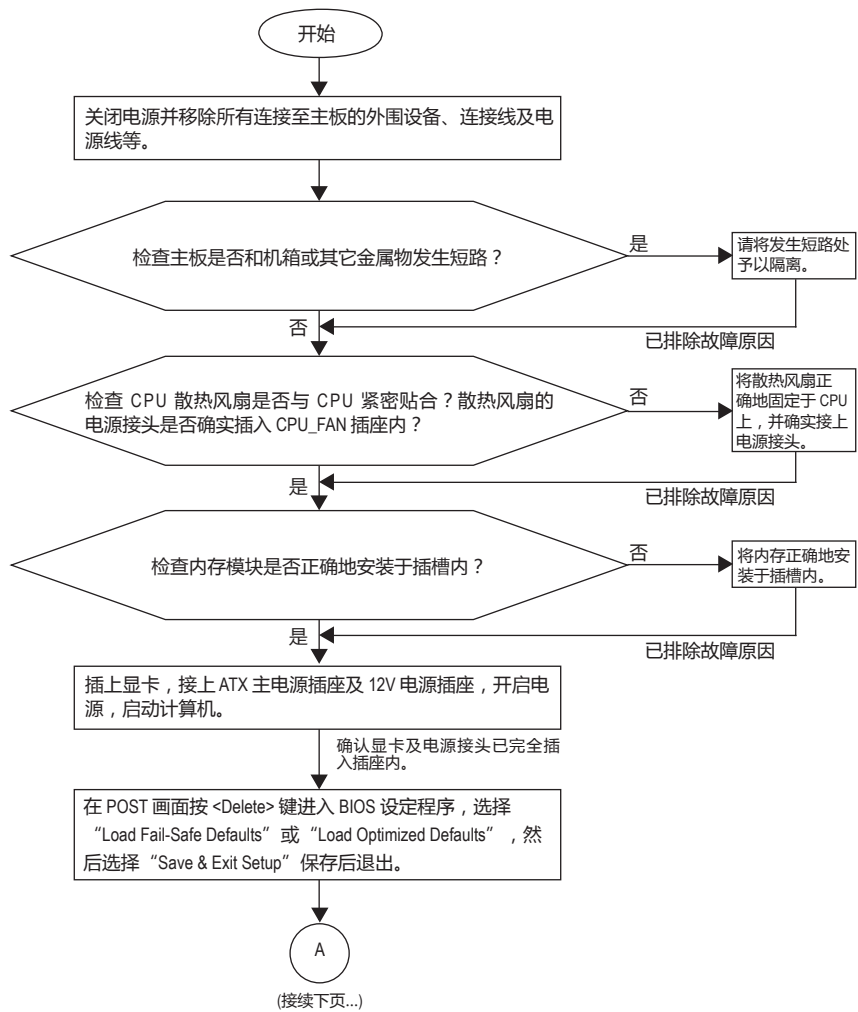 开始
关闭电源并移除所有连接至主板的外围设备、连接线及电
源线等。
检查主板是否和机箱或其它金属物发生短路？
是
请将发生短路处
予以隔离。
否
已排除故障原因
检查 CPU 散热风扇是否与 CPU 紧密贴合？散热风扇的
电源接头是否确实插入 CPU_FAN 插座内？
否
将散热风扇正
确地固定于 CPU
上，并确实接上
电源接头。
是
已排除故障原因
检查内存模块是否正确地安装于插槽内？
否
将内存正确地安
装于插槽内。
是
已排除故障原因
插上显卡，接上 ATX 主电源插座及 12V 电源插座，开启电
源，启动计算机。
确认显卡及电源接头已完全插
入插座内。
在 POST 画面按 <Delete> 键进入 BIOS 设定程序，选择
“Load Fail-Safe Defaults”或“Load Optimized Defaults”，然
后选择“Save & Exit Setup”保存后退出。
A
(接续下页...)